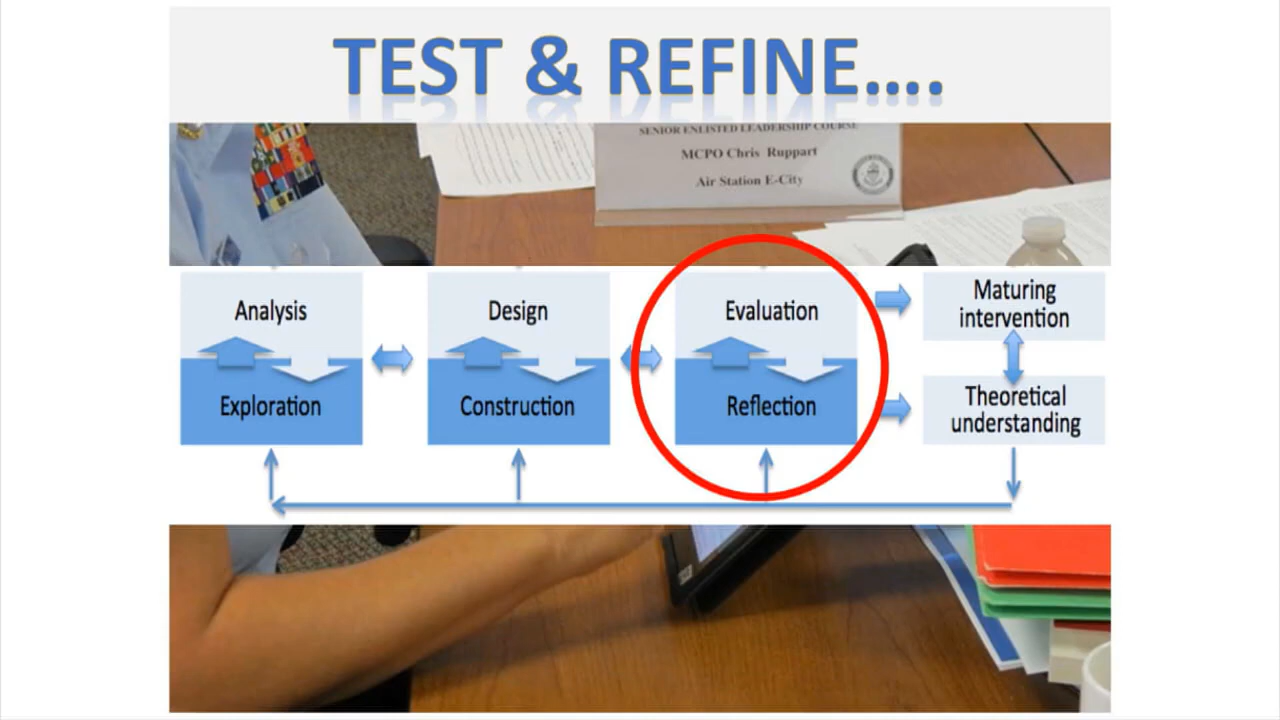 TEST & REFINE....
SENIOR ENLISTED LEADERSHIP COURSE
MCPO Chris Ruppart
Air Station E-City
Analysis
Exploration
Design
Construction
Evaluation
Reflection
Maturing
intervention
Theoretical
understanding